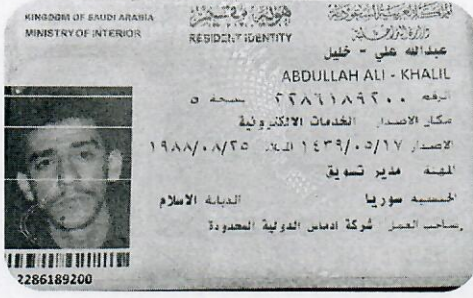 KINGDOM OF SAUDI ARABIA
MINISTRY OF INTERIOR
هوية مقيم
RESIDENT IDENTITY
المملكة العربية السعودية
وزارة الداخلية
عبدالله علي - خليل
ABDULLAH ALI - KHALIL
الرقم ٢٢٨٦١٨٩٢٠٠ نسخة ٥
مكان الاصدار الخدمات الالكترونية
الاصدار ١٤٣٩/٠٥/١٧ الميلاد ١٩٨٨/٠٨/٢٥
المهنة مدير تسويق
الجنسية سوريا الديانة الاسلام
صاحب العمل شركة ادماس الدولية المحدودة
2286189200